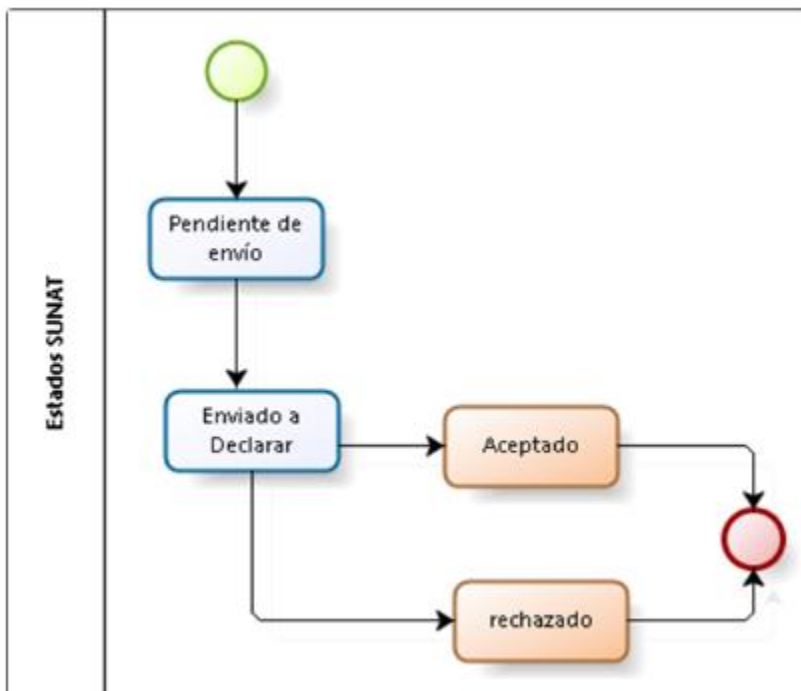 Estados SUNAT
Pendiente de
envío
Enviado a
Declarar
Aceptado
rechazado